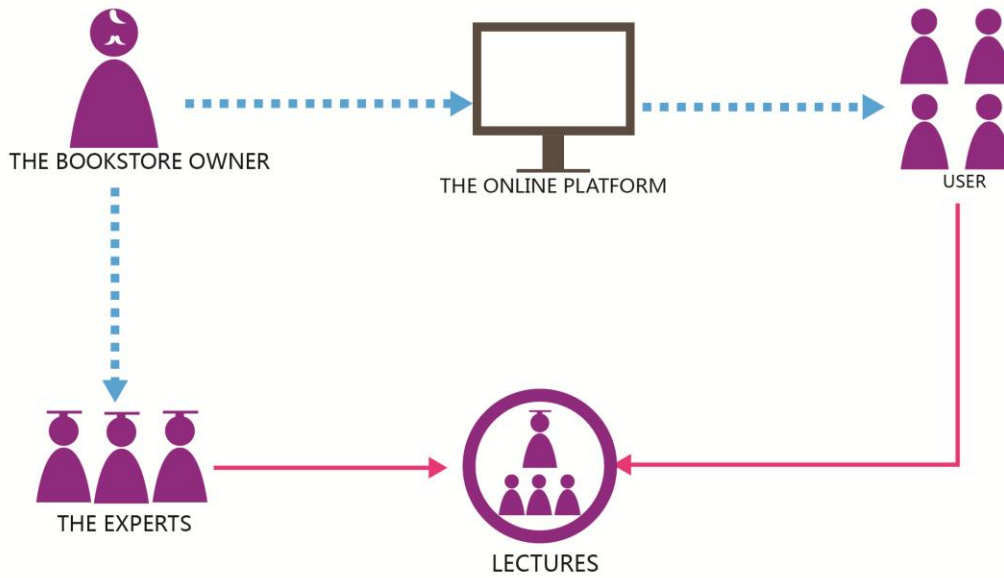 THE BOOKSTORE OWNER
THE ONLINE PLATFORM
USER
THE EXPERTS
LECTURES